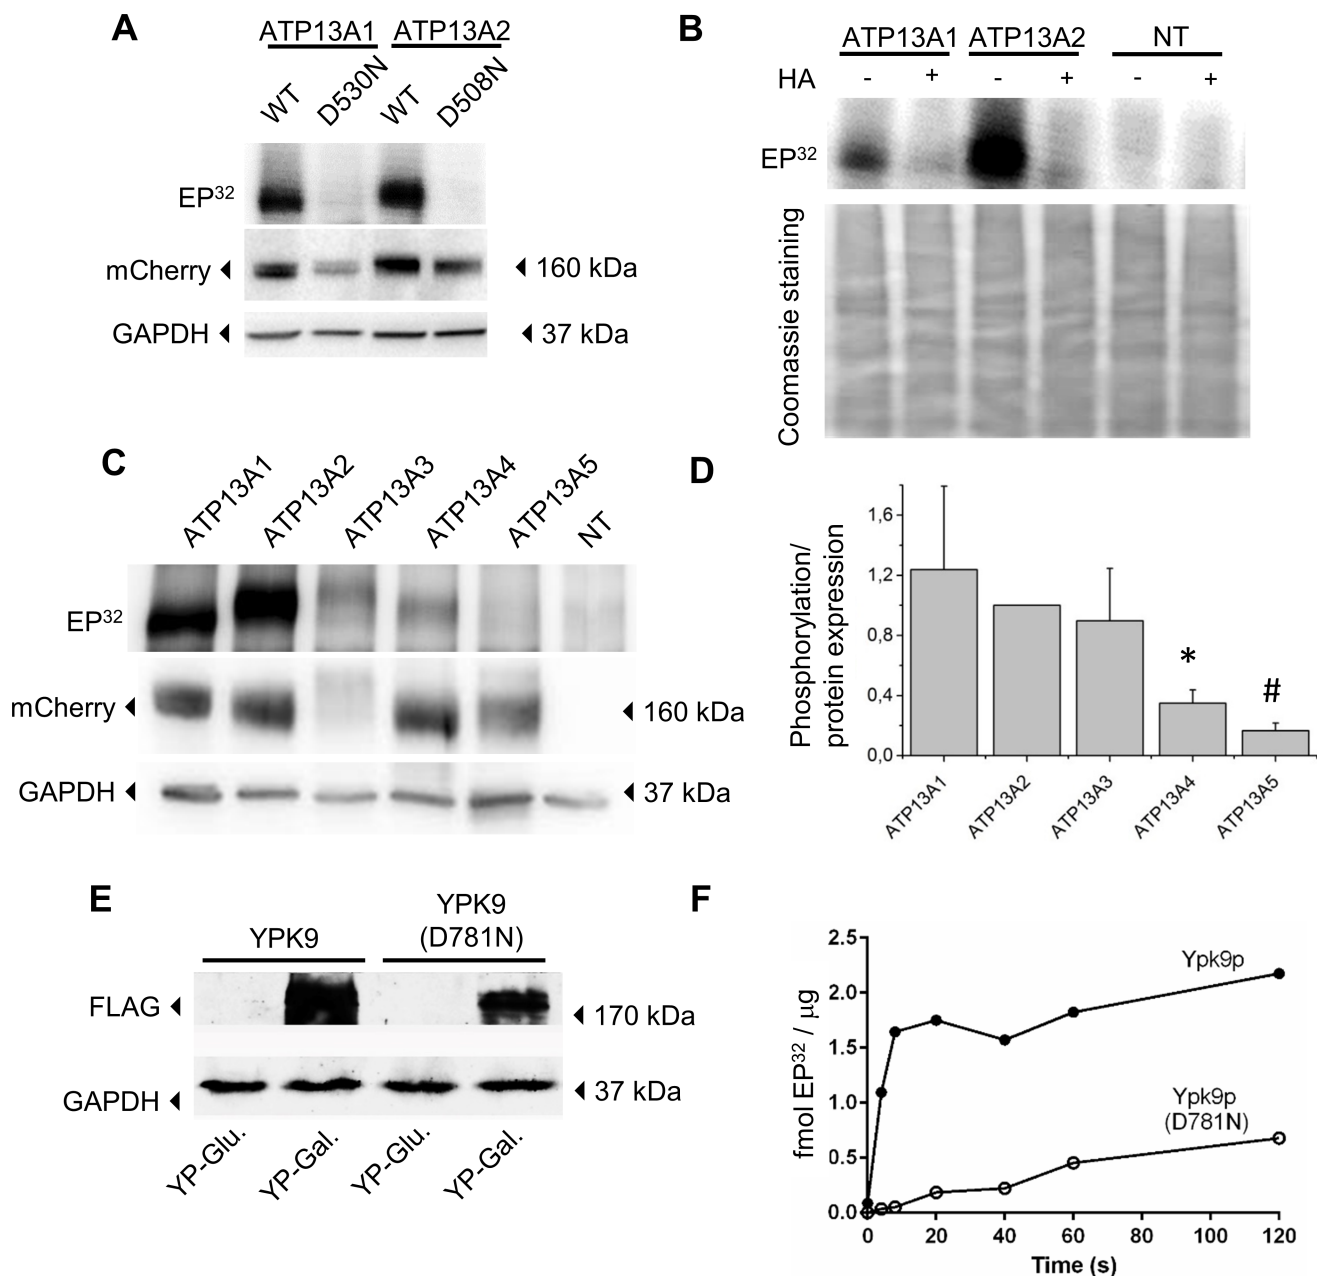 A
ATP13A1 ATP13A2
WT D530N WT D508N
EP32
mCherry 160 kDa
GAPDH 37 kDa
B
ATP13A1 ATP13A2 NT
HA - + - + - +
EP32
Coomassie staining
C
ATP13A1 ATP13A2 ATP13A3 ATP13A4 ATP13A5 NT
EP32
mCherry 160 kDa
GAPDH 37 kDa
D
Phosphorylation/
protein expression
1,6
1,2
0,8
0,4
0,0
* #
ATP13A1 ATP13A2 ATP13A3 ATP13A4 ATP13A5
E
YPK9 YPK9
(D781N)
FLAG 170 kDa
GAPDH 37 kDa
YP-Glu. YP-Gal. YP-Glu. YP-Gal.
F
fmol EP32 / µg
2.5
2.0
1.5
1.0
0.5
0.0
Ypk9p
Ypk9p
(D781N)
0 20 40 60 80 100 120
Time (s)